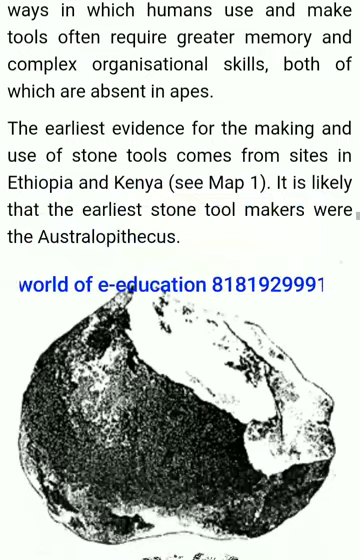 ways in which humans use and make
tools often require greater memory and
complex organisational skills, both of
which are absent in apes.
The earliest evidence for the making and
use of stone tools comes from sites in
Ethiopia and Kenya (see Map 1). It is likely
that the earliest stone tool makers were
the Australopithecus.
world of e-education 8181929991